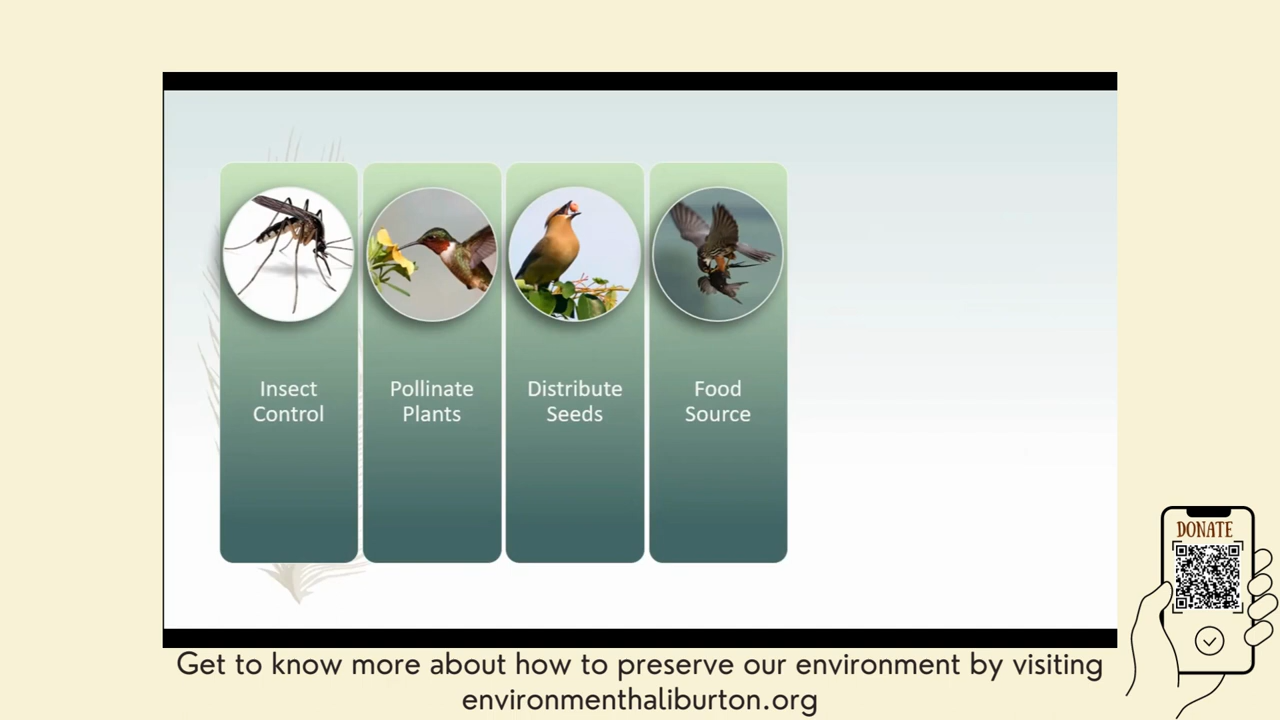 Insect
Control
Pollinate
Plants
Distribute
Seeds
Food
Source
DONATE
Get to know more about how to preserve our environment by visiting
environmenthaliburton.org